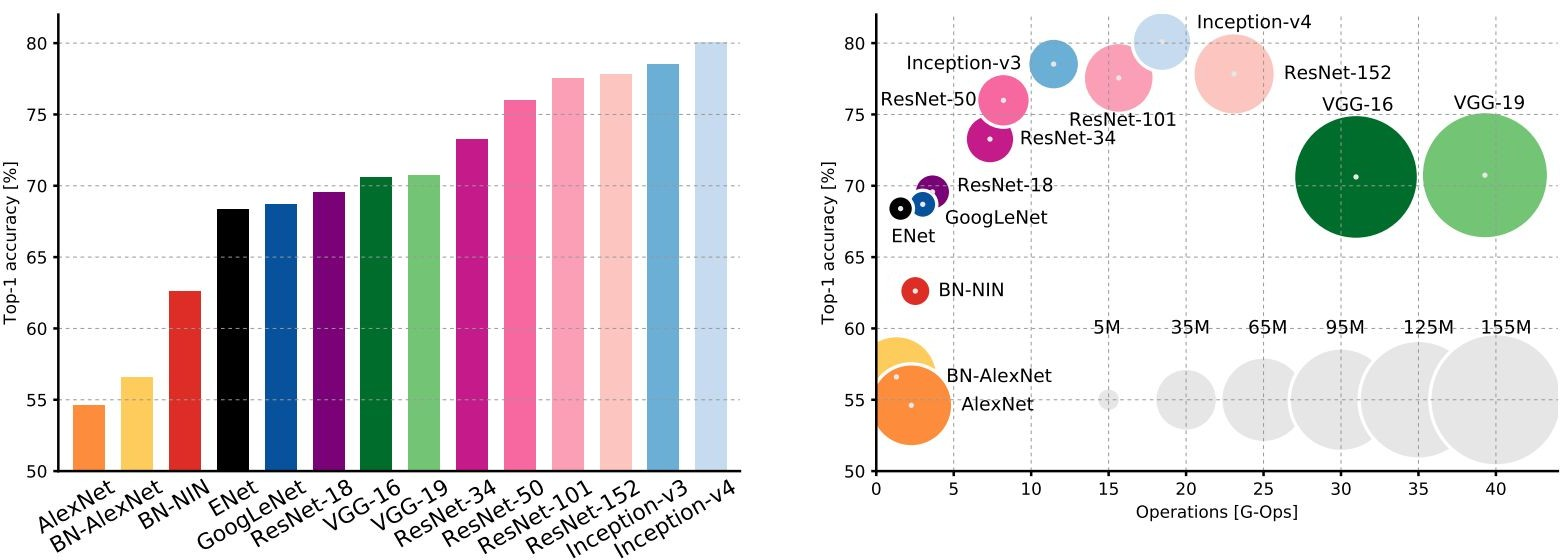 Top-1 accuracy [%]
80
75
70
65
60
55
50
AlexNet
BN-AlexNet
BN-NIN
ENet
GoogLeNet
ResNet-18
VGG-16
VGG-19
ResNet-34
ResNet-50
ResNet-101
ResNet-152
Inception-v3
Inception-v4
Top-1 accuracy [%]
80
75
70
65
60
55
50
Inception-v4
Inception-v3
ResNet-152
ResNet-50
VGG-16
VGG-19
ResNet-101
ResNet-34
ResNet-18
GoogLeNet
ENet
BN-NIN
5M 35M 65M 95M 125M 155M
BN-AlexNet
AlexNet
0 5 10 15 20 25 30 35 40
Operations [G-Ops]